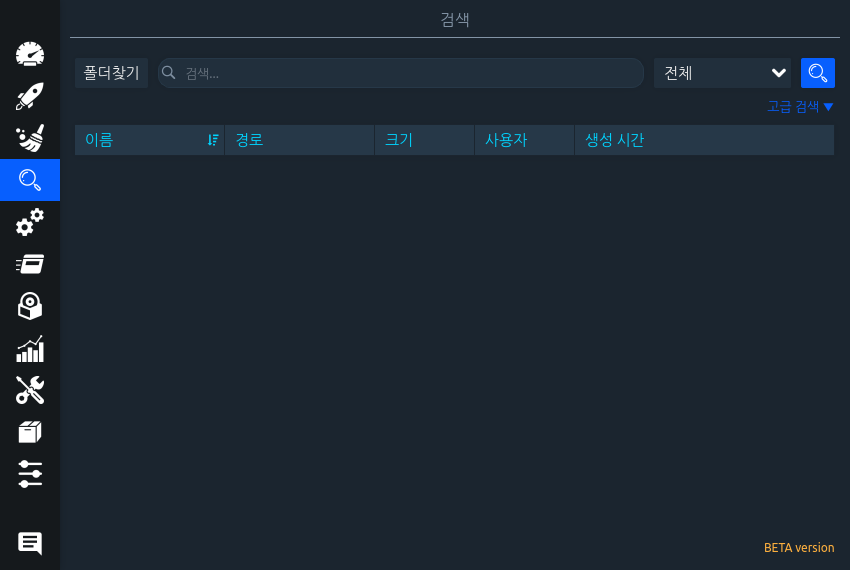 검색
폴더찾기 검색... 전체
고급 검색 ▼
이름 경로 크기 사용자 생성 시간
BETA version